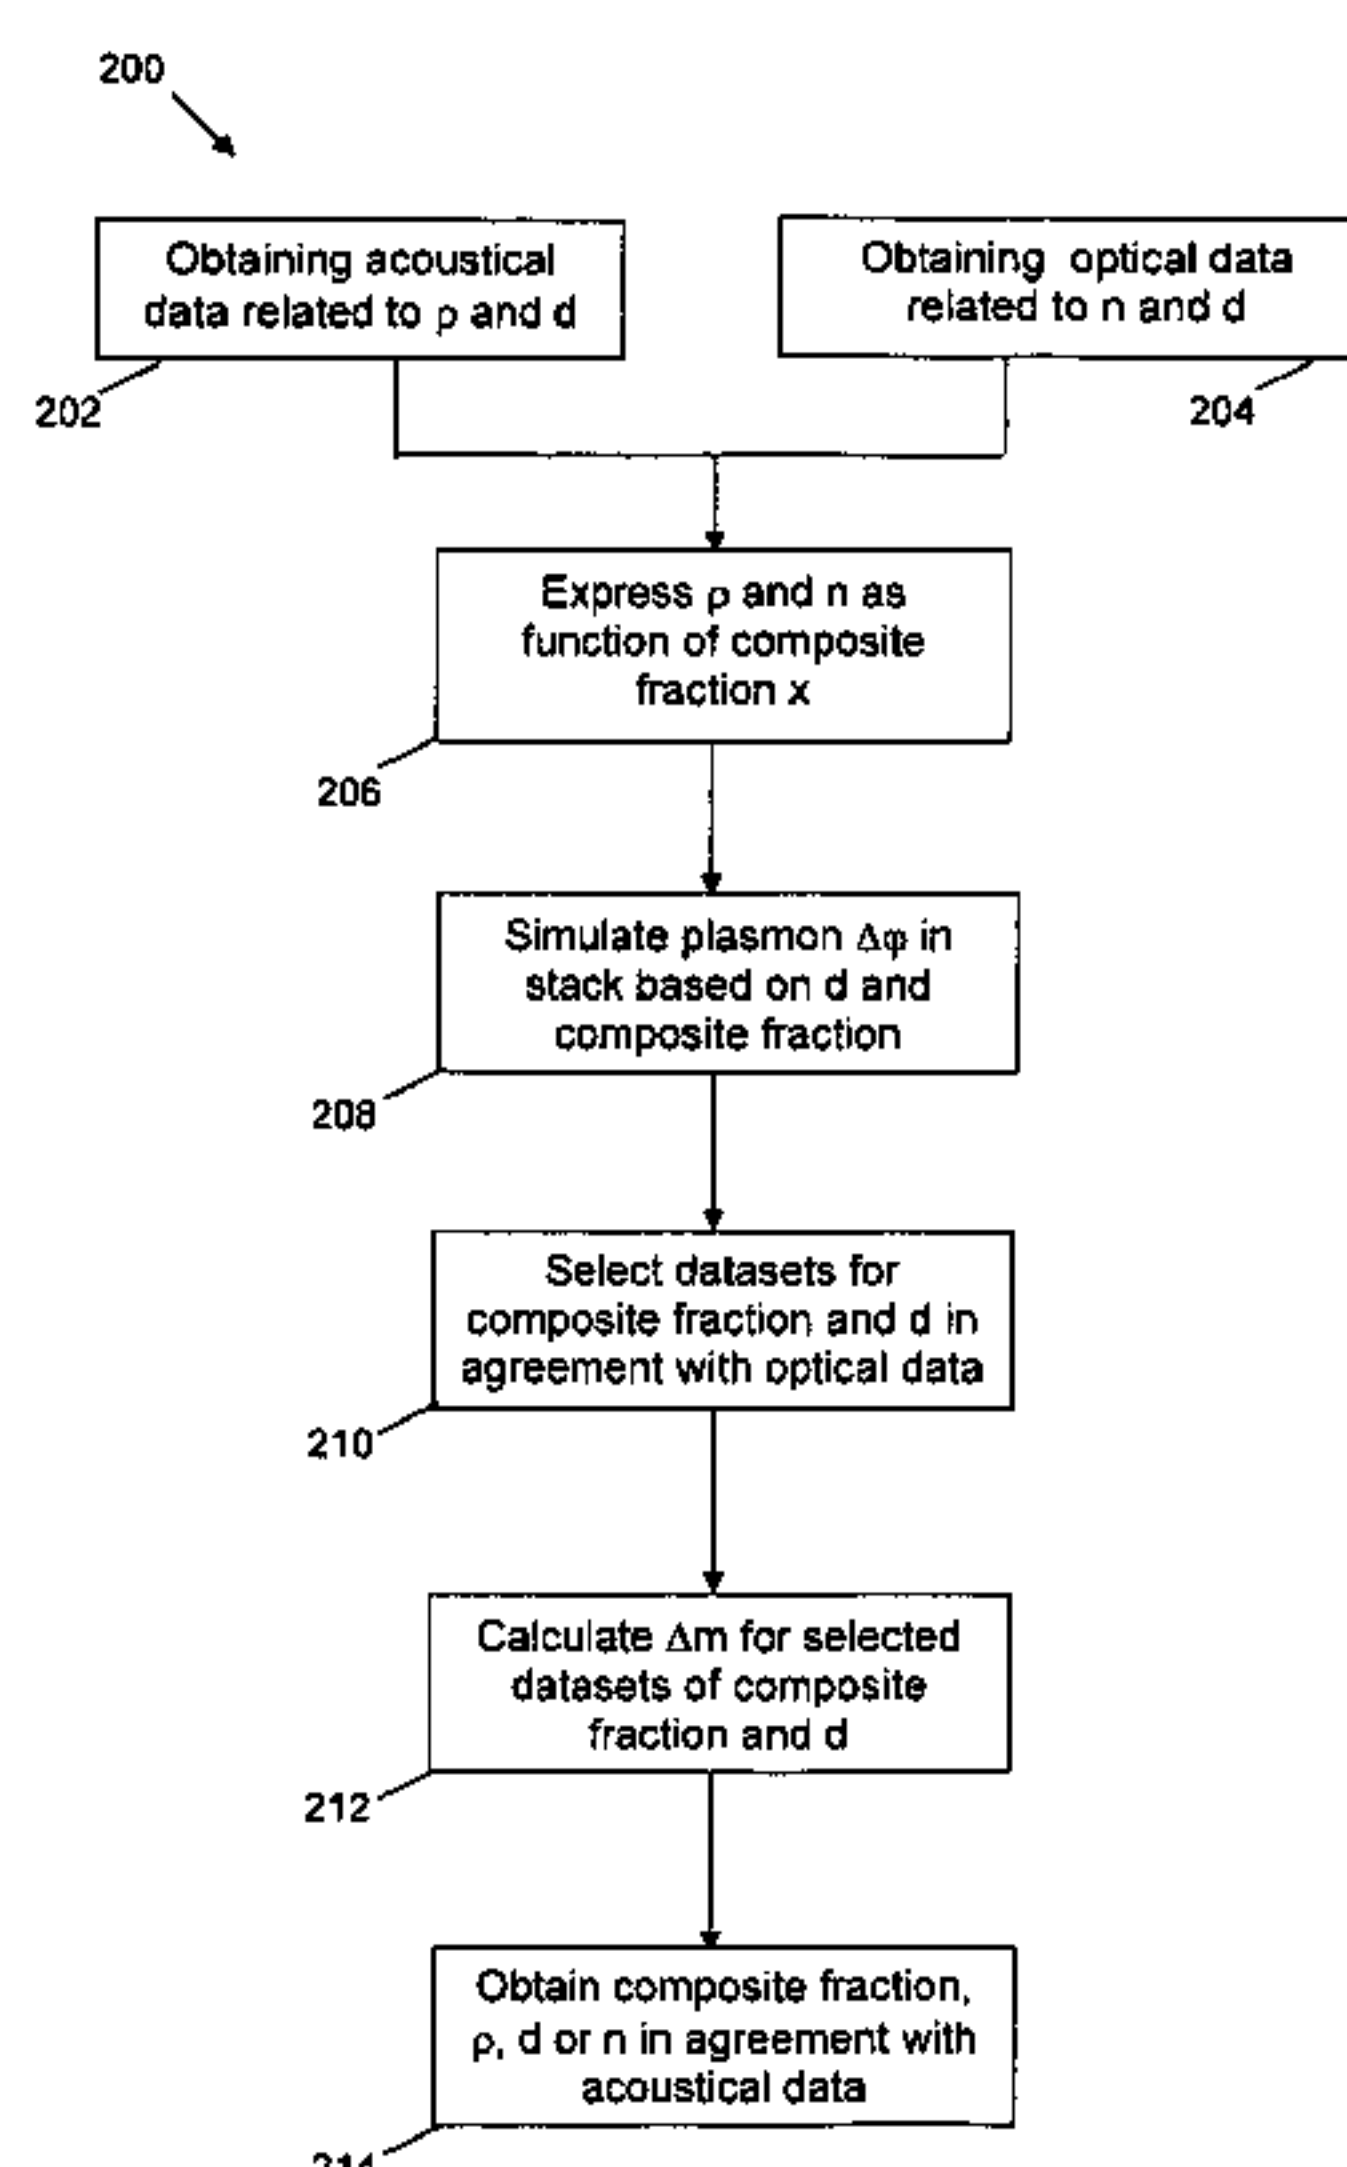 200
Obtaining acoustical
data related to ρ and d
Obtaining optical data
related to n and d
202
204
Express ρ and n as
function of composite
fraction x
206
Simulate plasmon Δφ in
stack based on d and
composite fraction
208
Select datasets for
composite fraction and d in
agreement with optical data
210
Calculate Δm for selected
datasets of composite
fraction and d
212
Obtain composite fraction,
ρ, d or n in agreement with
acoustical data